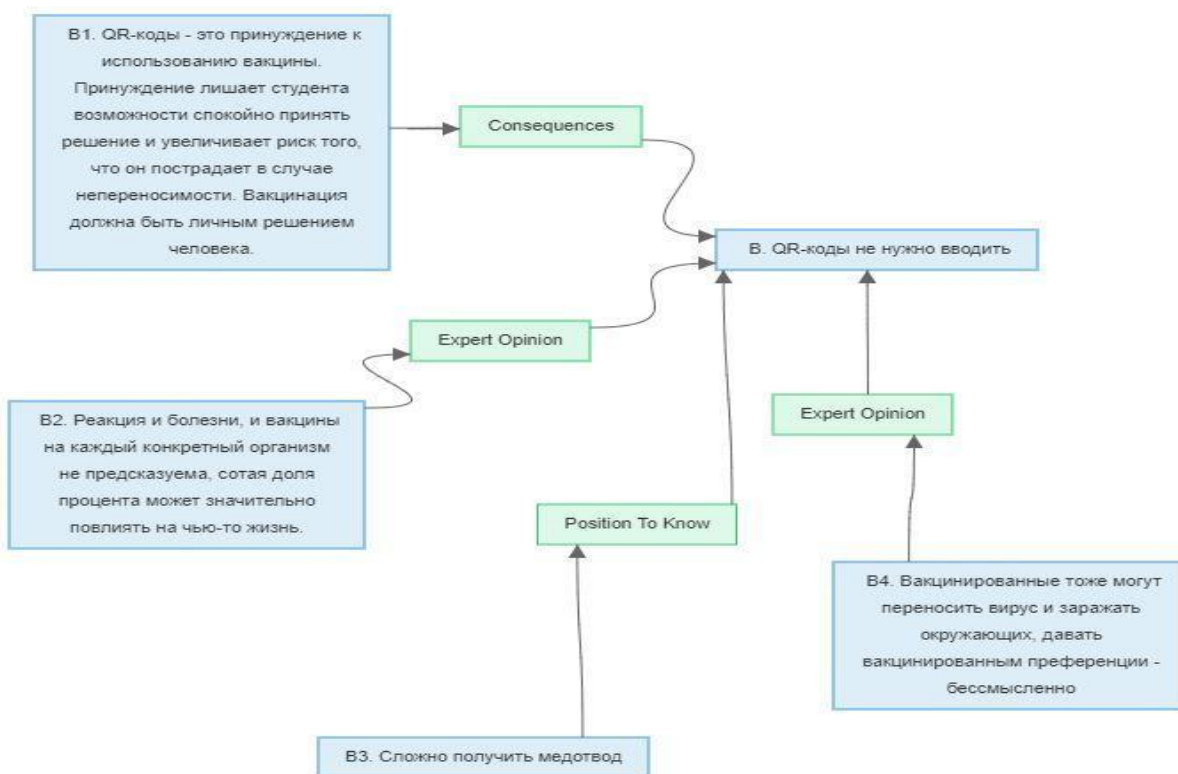 В1. QR-коды - это принуждение к
использованию вакцины.
Принуждение лишает студента
возможности спокойно принять
решение и увеличивает риск того,
что он пострадает в случае
непереносимости. Вакцинация
должна быть личным решением
человека.
Consequences
В. QR-коды не нужно вводить
Expert Opinion
В2. Реакция и болезни, и вакцины
на каждый конкретный организм
не предсказуема, сотая доля
процента может значительно
повлиять на чью-то жизнь.
Expert Opinion
Position To Know
В4. Вакцинированные тоже могут
переносить вирус и заражать
окружающих, давать
вакцинированным преференции -
бессмысленно
В3. Сложно получить медотвод